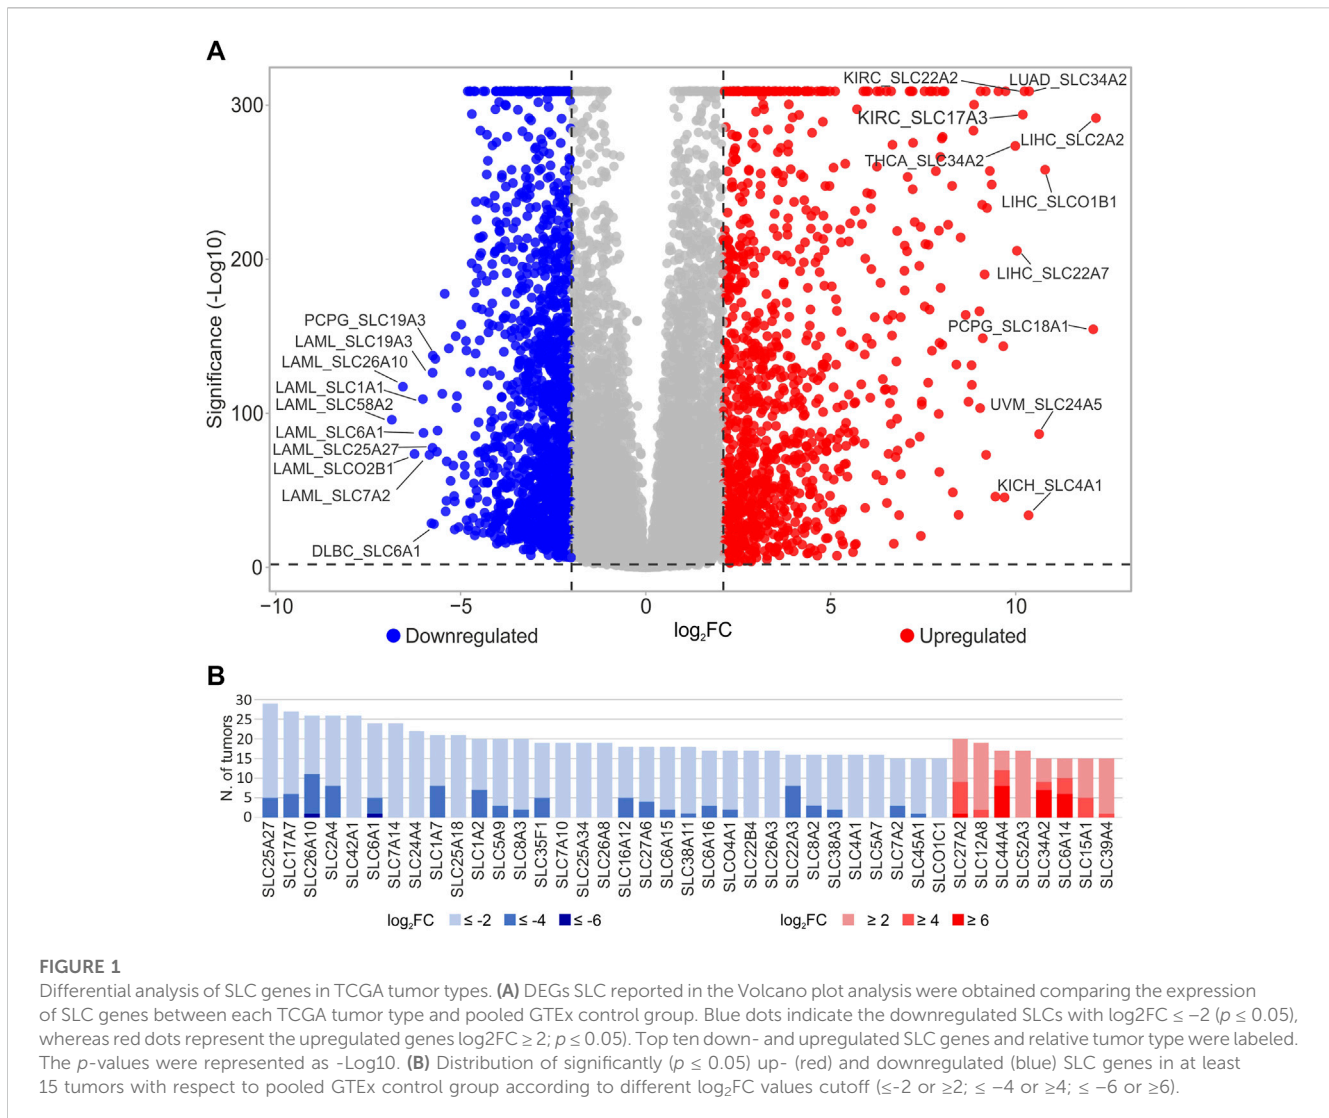 A
Significance (-Log10)
300
200
100
0
KIRC_SLC22A2
LUAD_SLC34A2
KIRC_SLC17A3
LIHC_SLC2A2
THCA_SLC34A2
LIHC_SLCO1B1
LIHC_SLC22A7
PCPG_SLC18A1
UVM_SLC24A5
KICH_SLC4A1
PCPG_SLC19A3
LAML_SLC19A3
LAML_SLC26A10
LAML_SLC1A1
LAML_SLC58A2
LAML_SLC6A1
LAML_SLC25A27
LAML_SLCO2B1
LAML_SLC7A2
DLBC_SLC6A1
−10 −5 0 5 10
log₂FC
Downregulated
Upregulated
B
N. of tumors
30
25
20
15
10
5
0
SLC25A27
SLC17A7
SLC26A10
SLC2A4
SLC42A1
SLC6A1
SLC7A14
SLC24A4
SLC1A7
SLC25A18
SLC1A2
SLC5A9
SLC8A3
SLC35F1
SLC7A10
SLC25A34
SLC26A8
SLC16A12
SLC27A6
SLC6A15
SLC38A11
SLC6A16
SLCO4A1
SLC22B4
SLC26A3
SLC22A3
SLC8A2
SLC38A3
SLC4A1
SLC5A7
SLC7A2
SLC45A1
SLCO1C1
SLC27A2
SLC12A8
SLC44A4
SLC52A3
SLC34A2
SLC6A14
SLC15A1
SLC39A4
log₂FC ≤ -2 ≤ -4 ≤ -6
log₂FC ≥ 2 ≥ 4 ≥ 6
FIGURE 1
Differential analysis of SLC genes in TCGA tumor types. (A) DEGs SLC reported in the Volcano plot analysis were obtained comparing the expression
of SLC genes between each TCGA tumor type and pooled GTEx control group. Blue dots indicate the downregulated SLCs with log2FC ≤ −2 (p ≤ 0.05),
whereas red dots represent the upregulated genes log2FC ≥ 2; p ≤ 0.05). Top ten down- and upregulated SLC genes and relative tumor type were labeled.
The p-values were represented as -Log10. (B) Distribution of significantly (p ≤ 0.05) up- (red) and downregulated (blue) SLC genes in at least
15 tumors with respect to pooled GTEx control group according to different log₂FC values cutoff (≤-2 or ≥2; ≤ −4 or ≥4; ≤ −6 or ≥6).